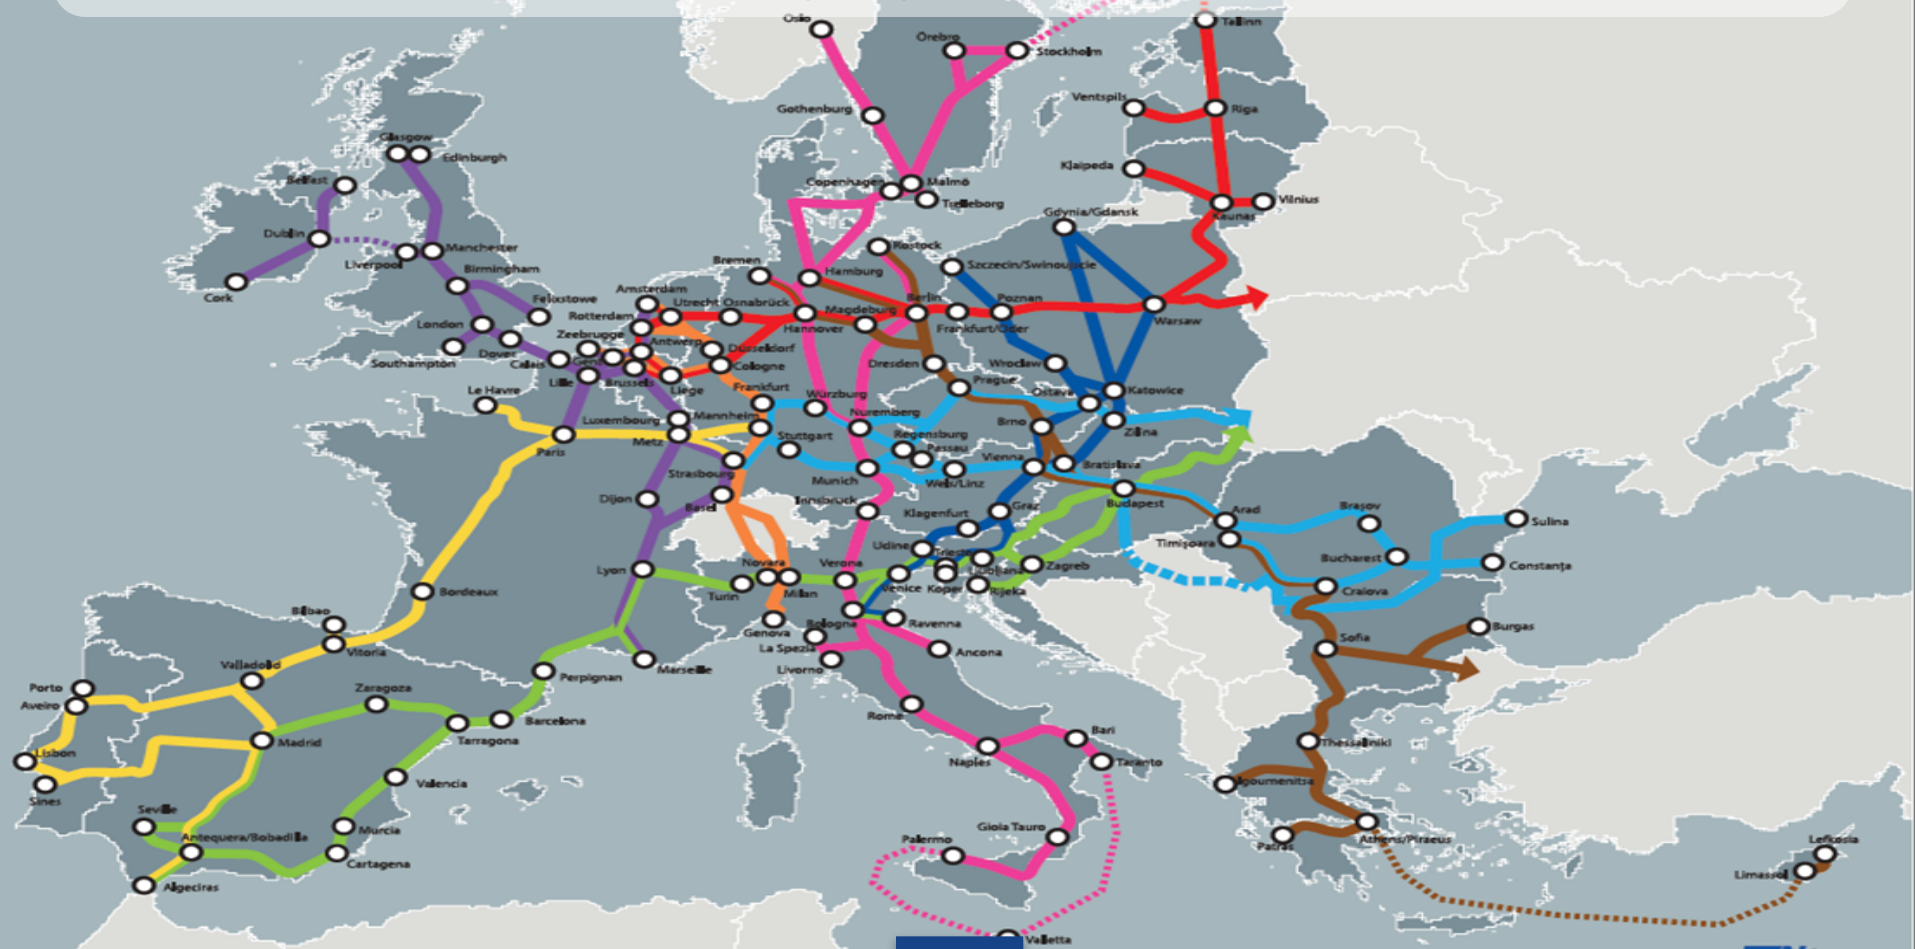 Oslo
Tallinn
Örebro
Stockholm
Ventspils
Riga
Gothenburg
Glasgow
Edinburgh
Klaipeda
Belfast
Copenhagen
Malmö
Trelleborg
Vilnius
Kaunas
Gdynia/Gdansk
Dublin
Liverpool
Manchester
Rostock
Bremen
Hamburg
Szczecin/Swinoujscie
Birmingham
Cork
Felixstowe
Amsterdam
Utrecht
Osnabrück
Magdeburg
Berlin
Poznan
Rotterdam
London
Hannover
Frankfurt/Oder
Warsaw
Zeebrugge
Antwerp
Düsseldorf
Dover
Southampton
Calais
Gent
Cologne
Dresden
Wroclaw
Lille
Brussels
Liege
Prague
Le Havre
Frankfurt
Würzburg
Ostava
Katowice
Luxembourg
Mannheim
Nuremberg
Brno
Zilina
Metz
Stuttgart
Regensburg
Paris
Passau
Vienna
Bratislava
Strasbourg
Munich
Wels/Linz
Dijon
Basel
Innsbruck
Graz
Budapest
Klagenfurt
Arad
Brasov
Sulina
Udine
Trieste
Timişoara
Bucharest
Constanţa
Lyon
Novara
Verona
Ljubljana
Zagreb
Turin
Milan
Venice
Koper
Rijeka
Craiova
Bordeaux
Bilbao
Genova
Bologna
Ravenna
Burgas
Vitoria
La Spezia
Ancona
Sofia
Valladolid
Livorno
Marseille
Perpignan
Porto
Zaragoza
Aveiro
Barcelona
Rome
Madrid
Tarragona
Bari
Thessaloniki
Lisbon
Naples
Taranto
Sines
Valencia
Igoumenitsa
Seville
Murcia
Antequera/Bobadilla
Gioia Tauro
Palermo
Patras
Athens/Piraeus
Lefkosia
Cartagena
Limassol
Algeciras
Valletta